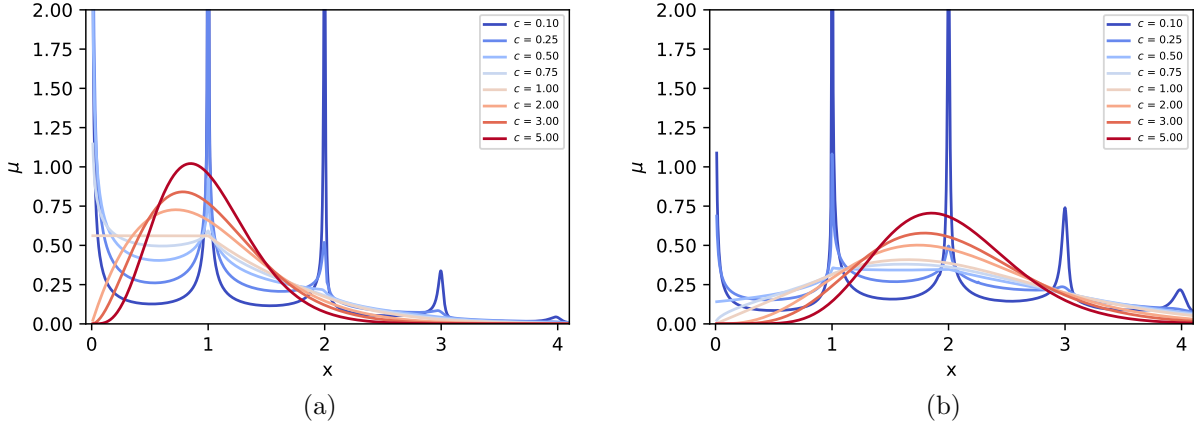 2.00
1.75
1.50
1.25
1.00
0.75
0.50
0.25
0.00
μ
0 1 2 3 4
x
c = 0.10
c = 0.25
c = 0.50
c = 0.75
c = 1.00
c = 2.00
c = 3.00
c = 5.00
(a)
2.00
1.75
1.50
1.25
1.00
0.75
0.50
0.25
0.00
μ
0 1 2 3 4
x
c = 0.10
c = 0.25
c = 0.50
c = 0.75
c = 1.00
c = 2.00
c = 3.00
c = 5.00
(b)